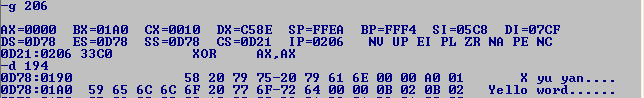 -g 206
AX=0000 BX=01A0 CX=0010 DX=C58E SP=FFEA BP=FFF4 SI=05C8 DI=07CF
DS=0D78 ES=0D78 SS=0D78 CS=0D21 IP=0206 NV UP EI PL ZR NA PE NC
0D21:0206 33C0 XOR AX,AX
-d 194
0D78:0190 58 20 79 75-20 79 61 6E 00 00 A0 01 X yu yan....
0D78:01A0 59 65 6C 6C 6F 20 77 6F-72 64 00 00 0B 02 0B 02 Yello word......